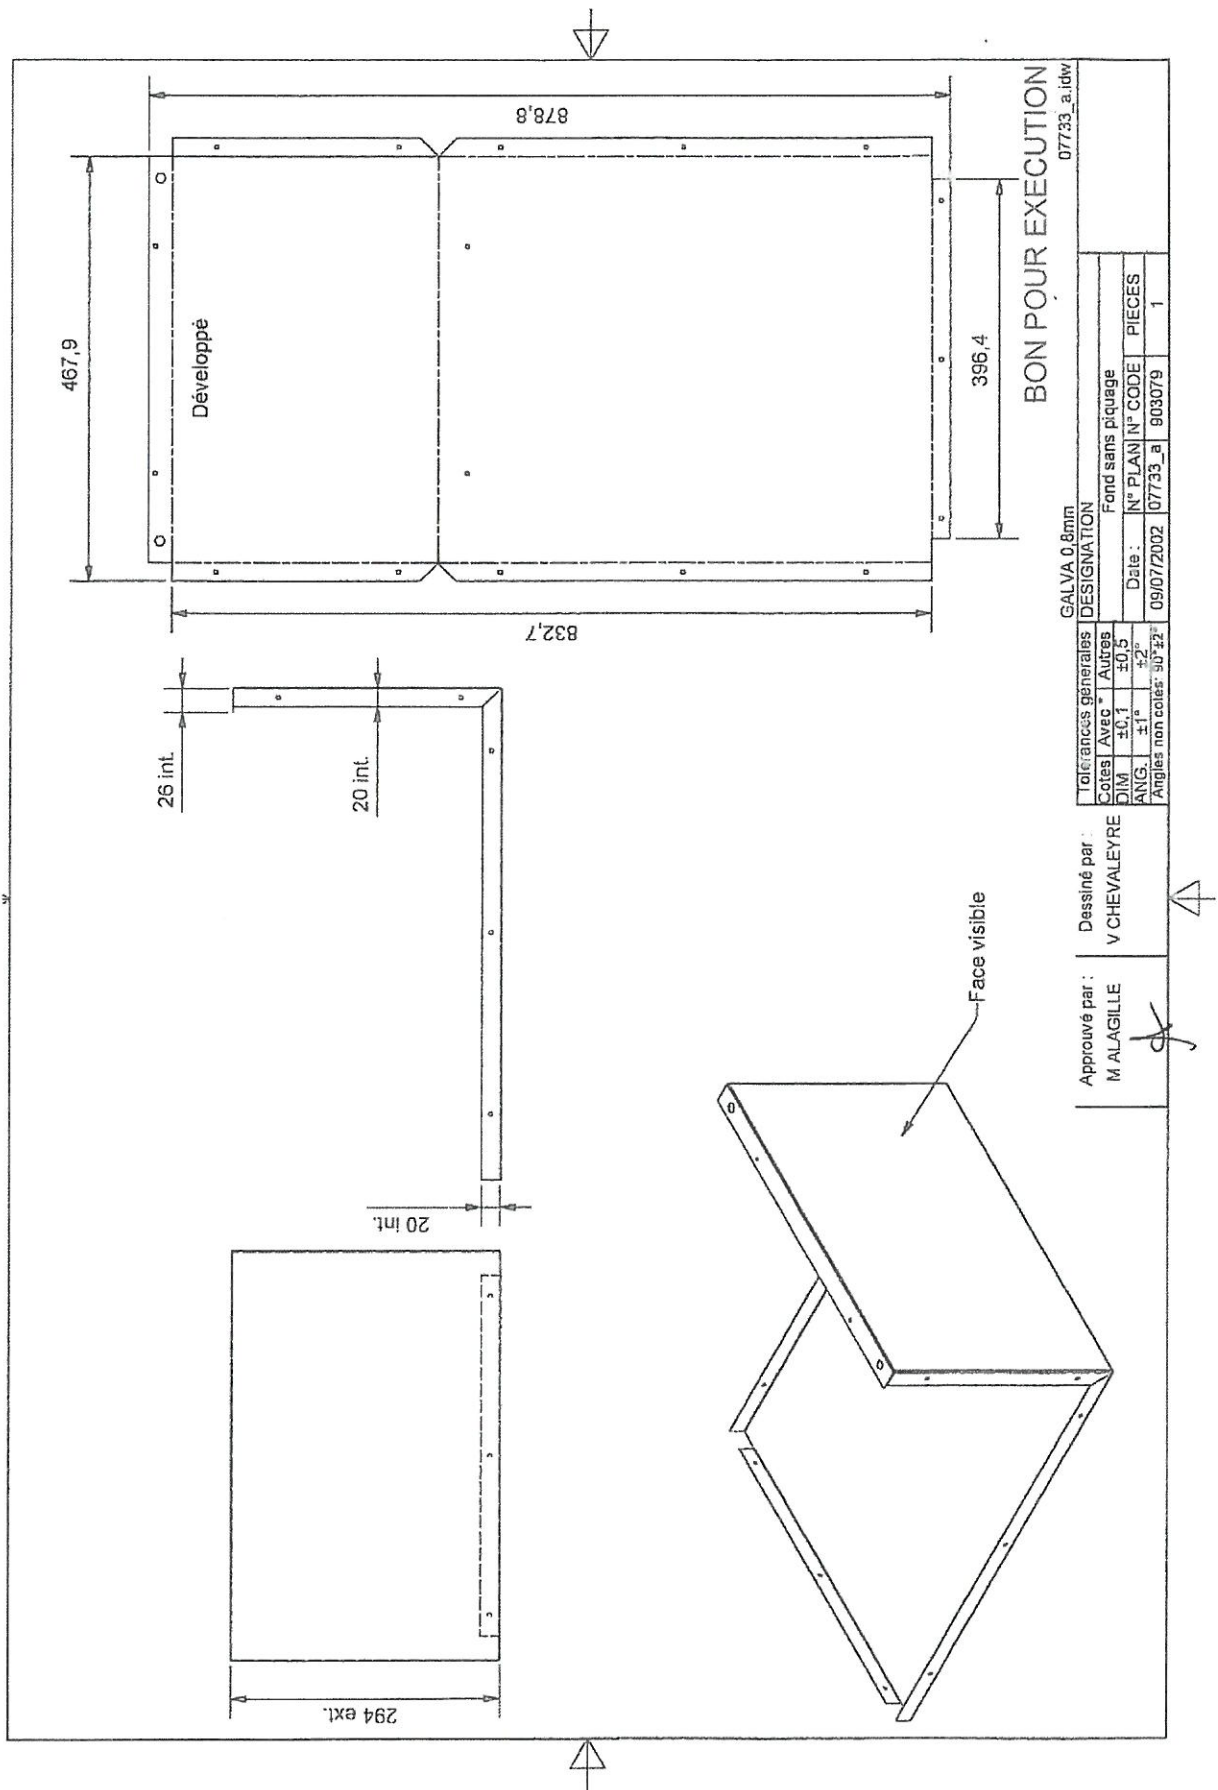 467,9
878,8
Développé
832,7
396,4
26 int.
20 int.
20 int.
294 ext.
Face visible
BON POUR EXECUTION
07733_a.idw
GALVA 0,8mm
Tolérances générales
Cotes Avec * Autres
DIM ±0,1 ±0,5
ANG. ±1° ±2°
Angles non cotés: 90°±2°
DESIGNATION
Fond sans piquage
Date : N° PLAN N° CODE PIECES
09/07/2002 07733_a 903079 1
Dessiné par :
V CHEVALEYRE
Approuvé par :
M ALAGILLE